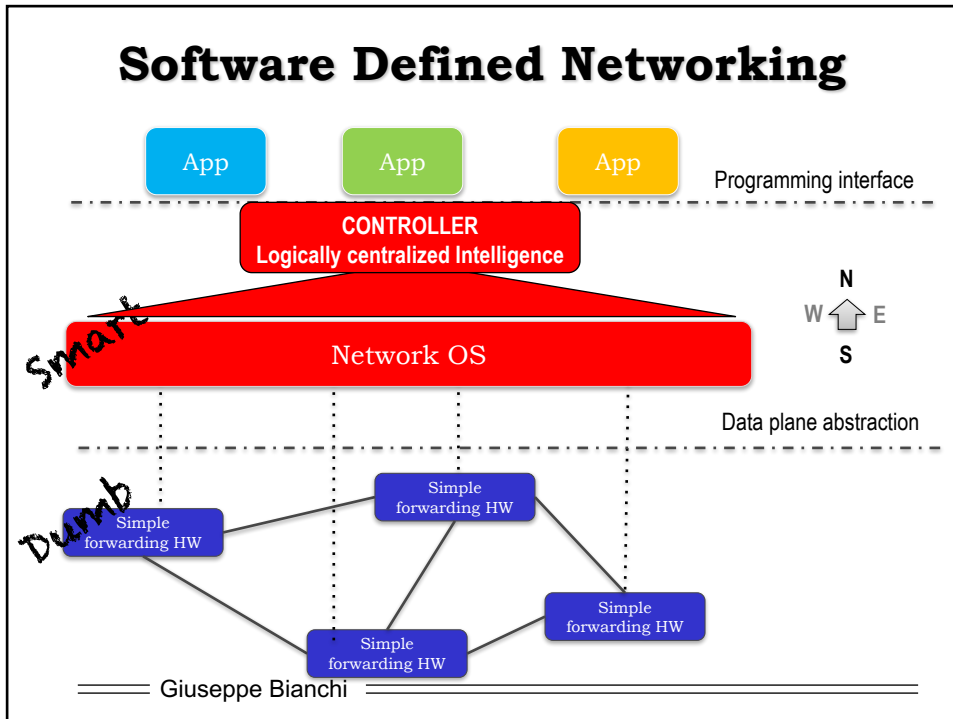 Software Defined Networking
App
App
App
Programming interface
CONTROLLER
Logically centralized Intelligence
N
W
E
S
Smart
Network OS
Data plane abstraction
Dumb
Simple
forwarding HW
Simple
forwarding HW
Simple
forwarding HW
Simple
forwarding HW
Giuseppe Bianchi